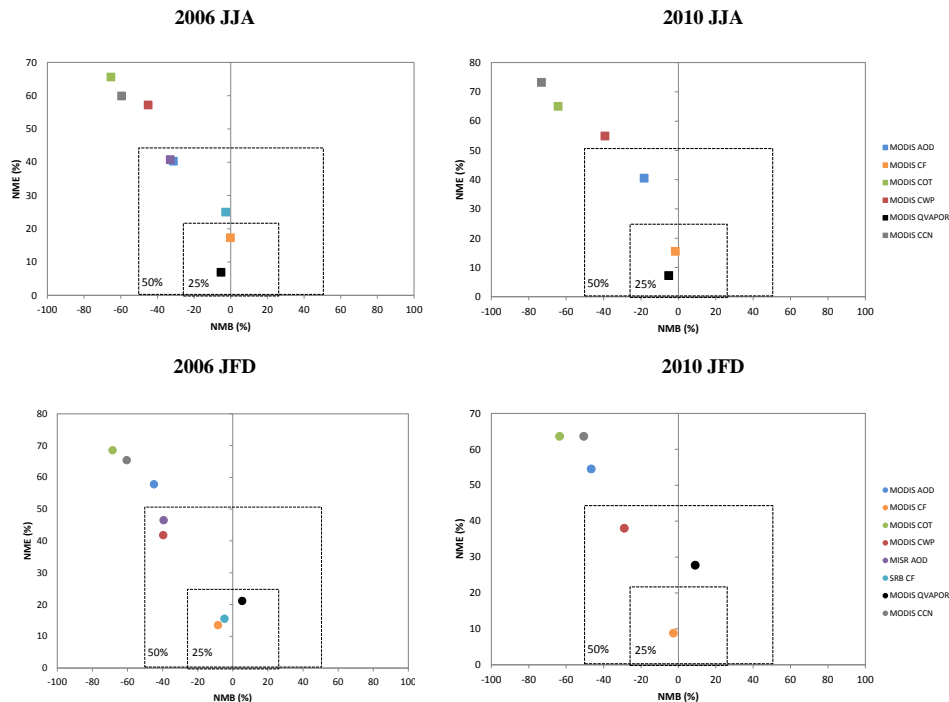 2006 JJA
2010 JJA
70
60
50
40
30
20
10
0
NME (%)
50%
25%
-100 -80 -60 -40 -20 0 20 40 60 80 100
NMB (%)
80
70
60
50
40
30
20
10
0
NME (%)
50%
25%
-100 -80 -60 -40 -20 0 20 40 60 80 100
NMB (%)
MODIS AOD
MODIS CF
MODIS COT
MODIS CWP
MODIS QVAPOR
MODIS CCN
2006 JFD
2010 JFD
80
70
60
50
40
30
20
10
0
NME (%)
50%
25%
-100 -80 -60 -40 -20 0 20 40 60 80 100
NMB (%)
70
60
50
40
30
20
10
0
NME (%)
50%
25%
-100 -80 -60 -40 -20 0 20 40 60 80 100
NMB (%)
MODIS AOD
MODIS CF
MODIS COT
MODIS CWP
MISR AOD
SRB CF
MODIS QVAPOR
MODIS CCN